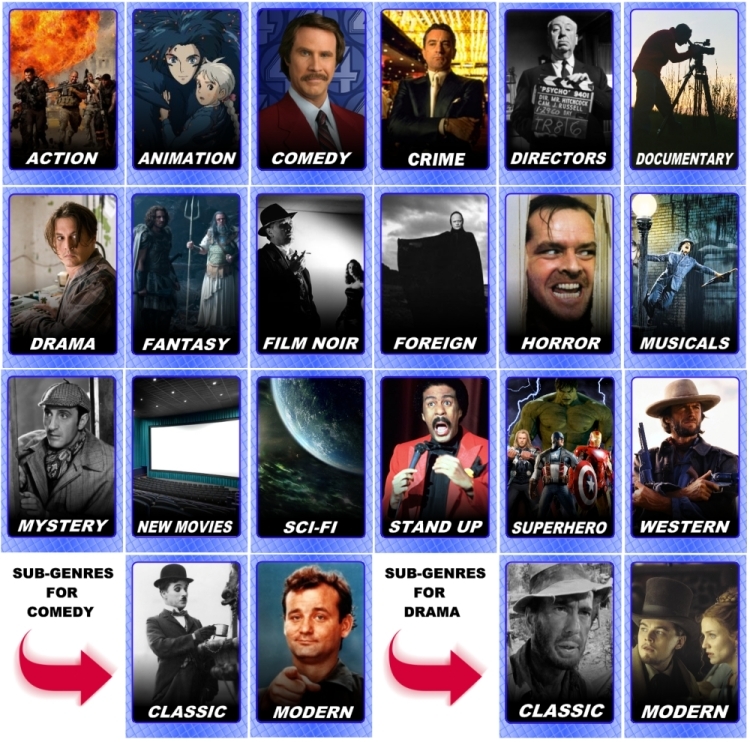 ACTION
ANIMATION
COMEDY
CRIME
"PSYCHO" 9401
DIR. MR. HITCHCOCK
CAM. J. RUSSELL
DIRECTORS
DOCUMENTARY
DRAMA
FANTASY
FILM NOIR
FOREIGN
HORROR
MUSICALS
MYSTERY
NEW MOVIES
SCI-FI
STAND UP
SUPERHERO
WESTERN
SUB-GENRES
FOR
COMEDY
CLASSIC
MODERN
SUB-GENRES
FOR
DRAMA
CLASSIC
MODERN